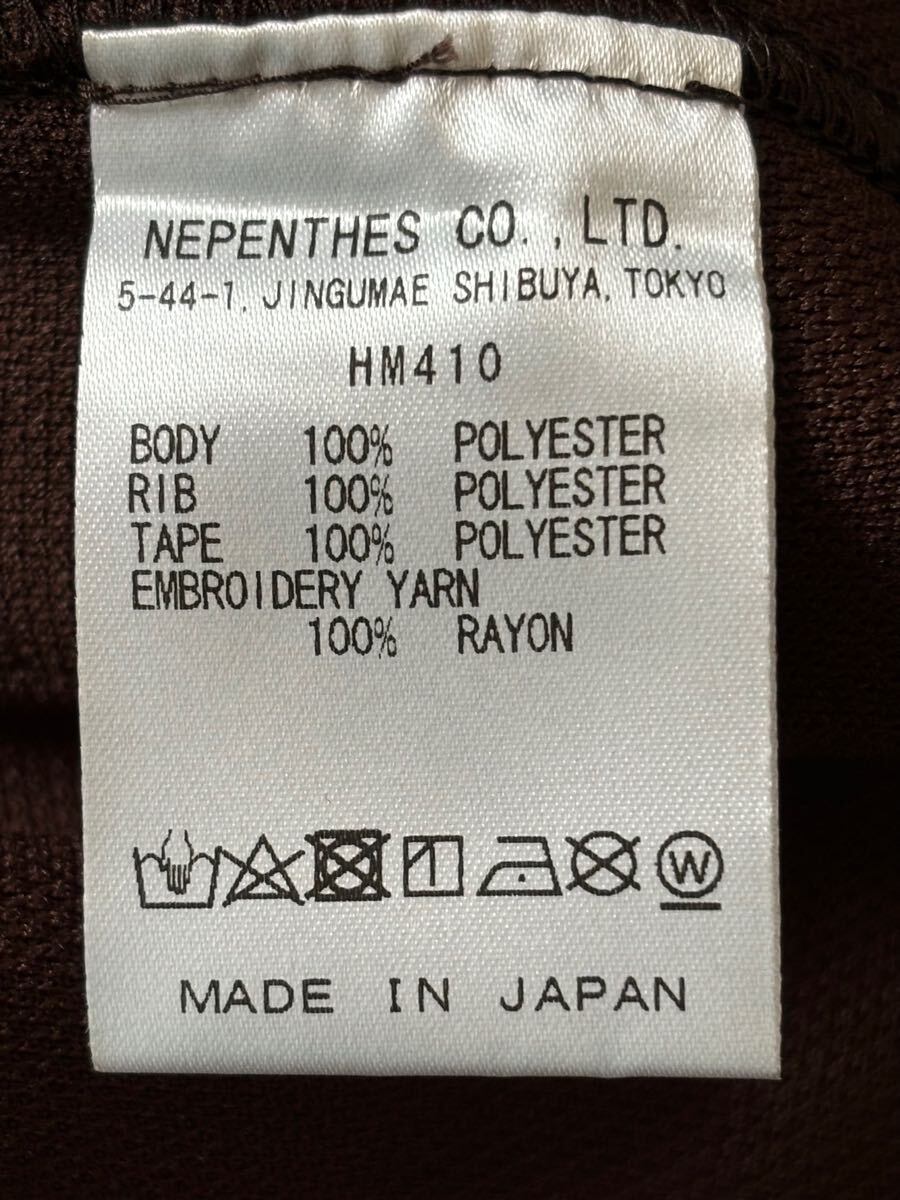 NEPENTHES CO.,LTD.
5-44-1, JINGUMAE SHIBUYA, TOKYO
HM410
BODY 100% POLYESTER
RIB 100% POLYESTER
TAPE 100% POLYESTER
EMBROIDERY YARN
100% RAYON
W
MADE IN JAPAN